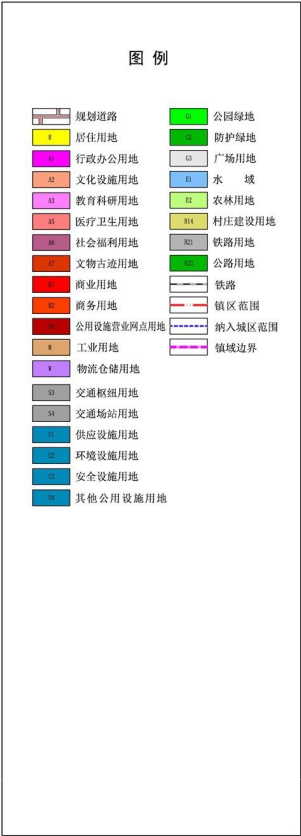 图 例
规划道路
R 居住用地
A1 行政办公用地
A2 文化设施用地
A3 教育科研用地
A5 医疗卫生用地
A6 社会福利用地
A7 文物古迹用地
B1 商业用地
B2 商务用地
公用设施营业网点用地
M 工业用地
W 物流仓储用地
S3 交通枢纽用地
S4 交通场站用地
U1 供应设施用地
U2 环境设施用地
U3 安全设施用地
U9 其他公用设施用地
G1 公园绿地
G2 防护绿地
G3 广场用地
E1 水 域
E2 农林用地
H14 村庄建设用地
H21 铁路用地
H22 公路用地
铁路
镇区范围
纳入城区范围
镇域边界